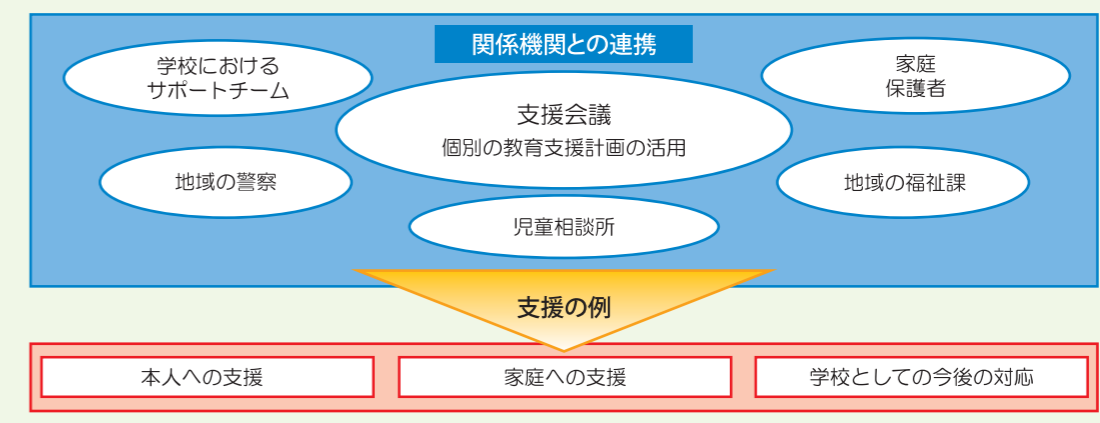 関係機関との連携
学校における
サポートチーム
支援会議
個別の教育支援計画の活用
家庭
保護者
地域の警察
児童相談所
地域の福祉課
支援の例
本人への支援
家庭への支援
学校としての今後の対応